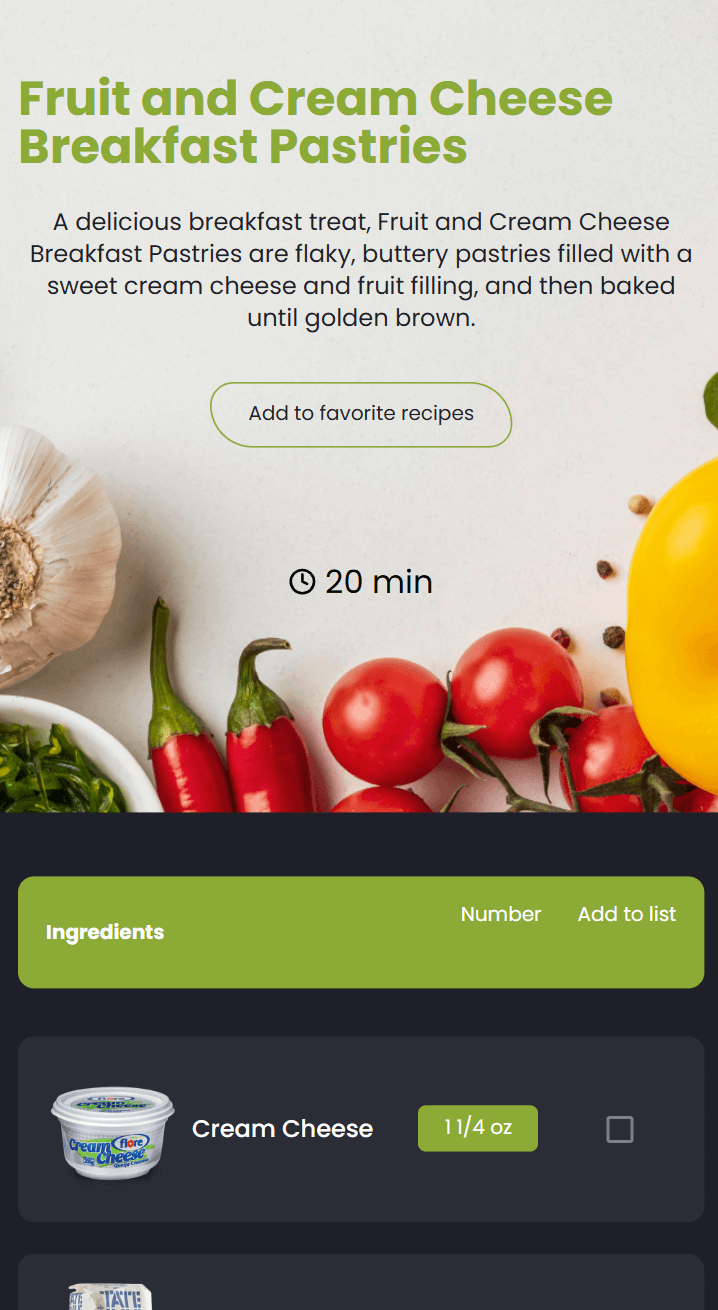 Fruit and Cream Cheese
Breakfast Pastries
A delicious breakfast treat, Fruit and Cream Cheese
Breakfast Pastries are flaky, buttery pastries filled with a
sweet cream cheese and fruit filling, and then baked
until golden brown.
Add to favorite recipes
20 min
Ingredients
Number
Add to list
Cream Cheese
fiore
Cream Cheese
1 1/4 oz
TATE